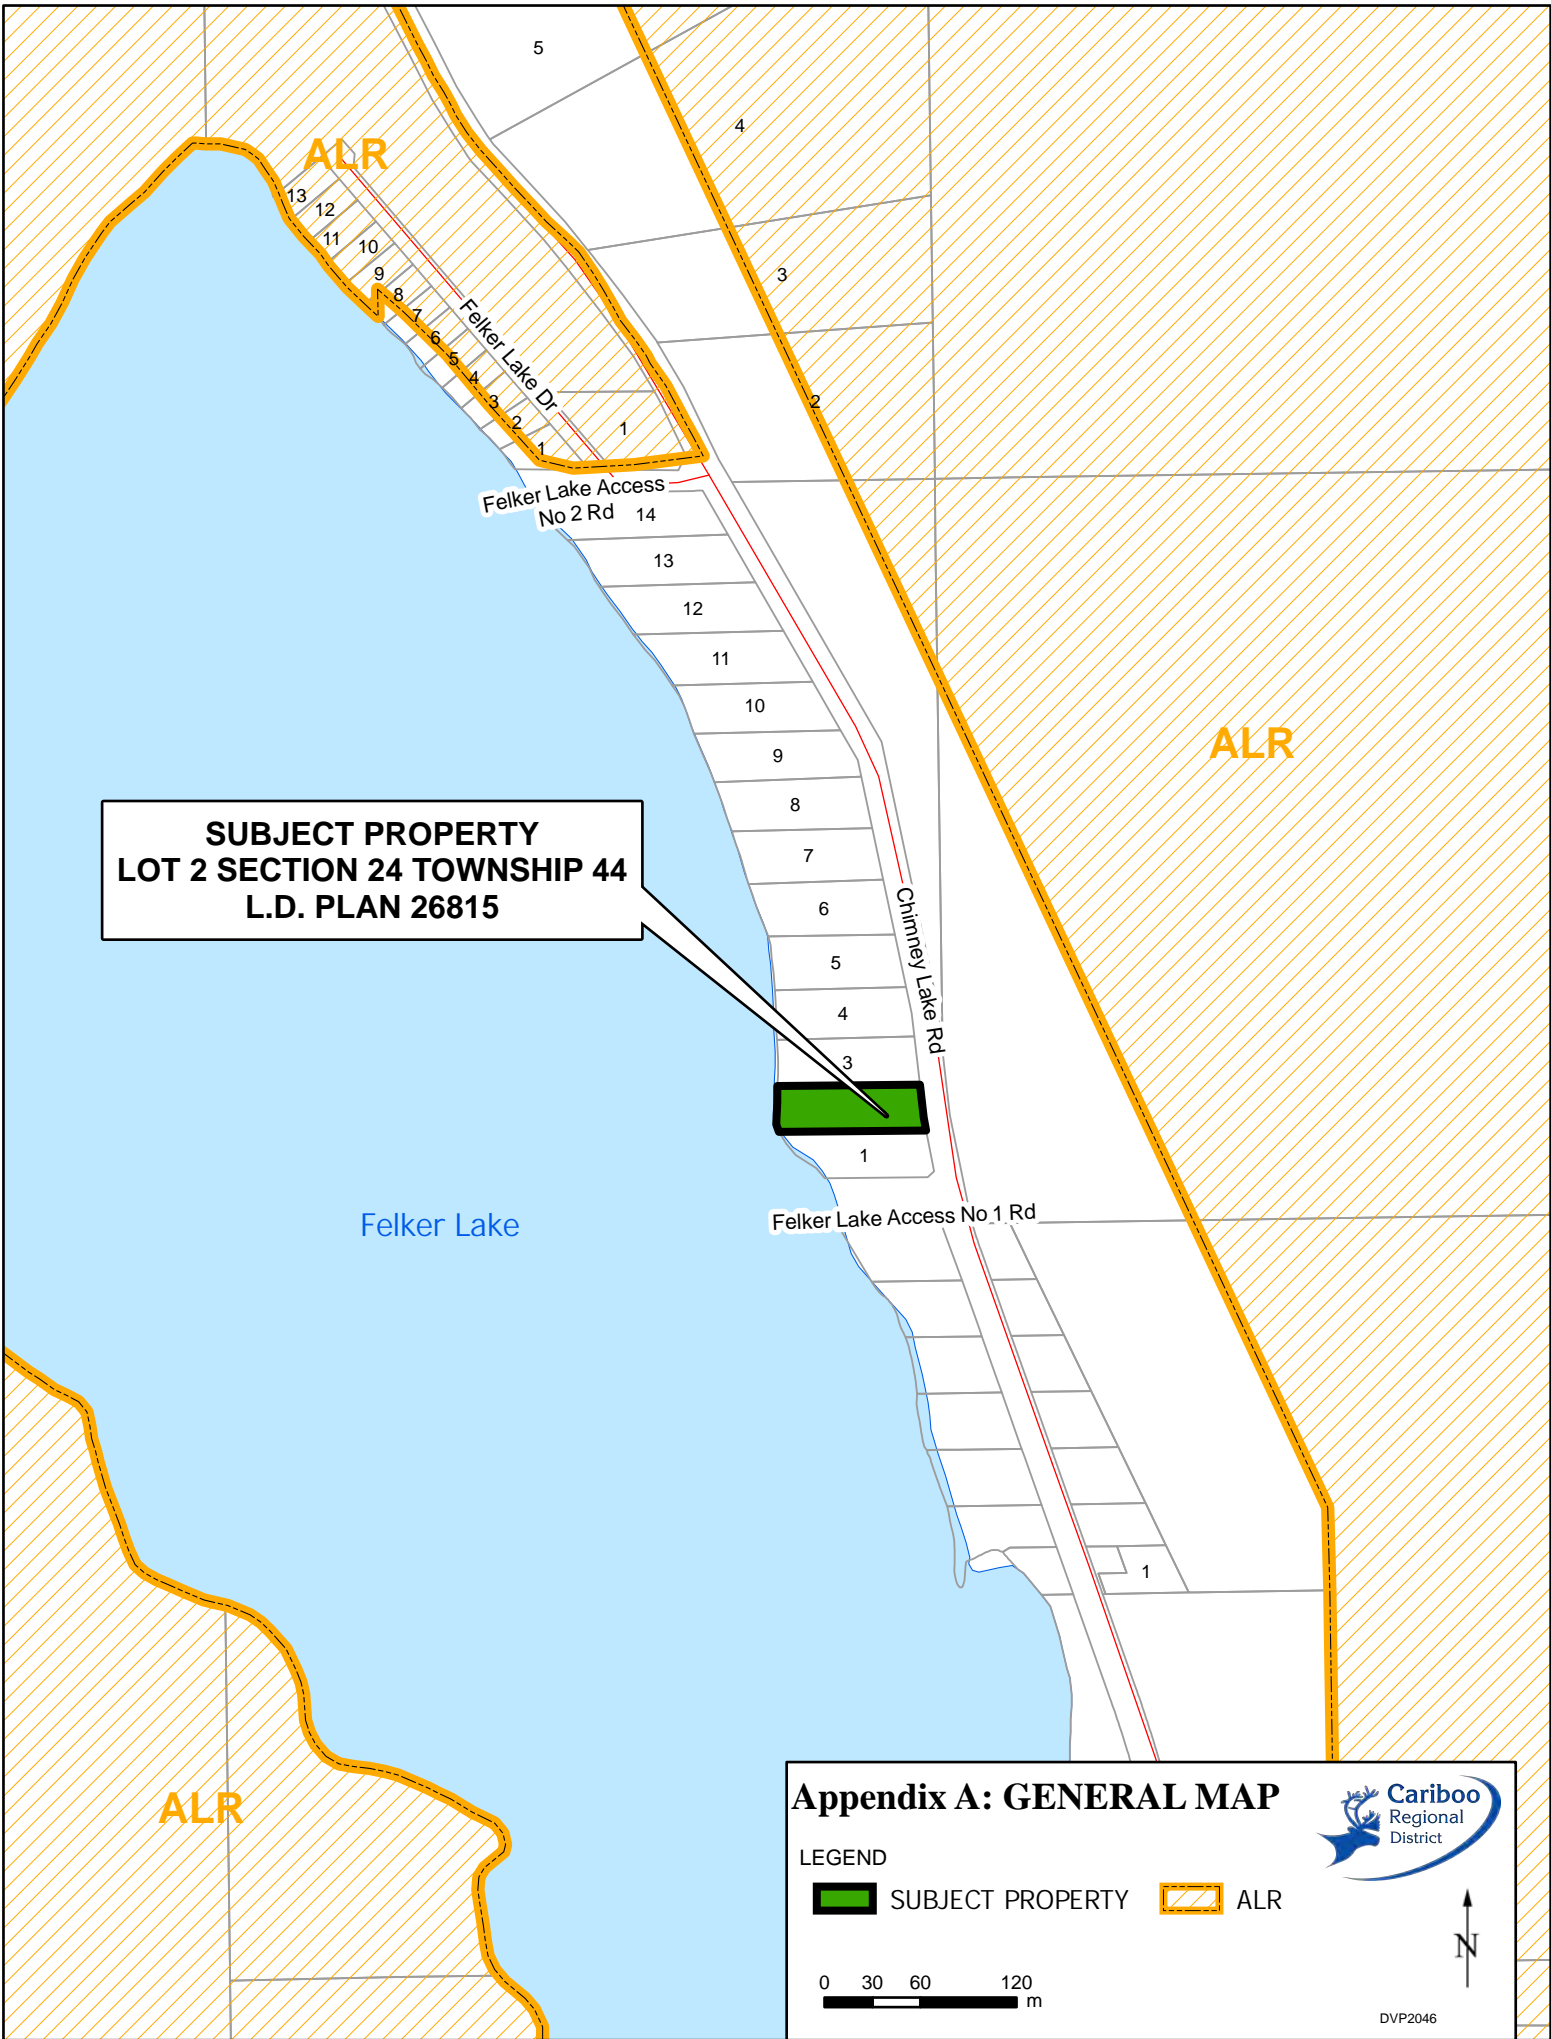 5
4
ALR
13
12
11
10
9
8
7
6
5
4
3
2
1
3
2
1
Felker Lake Dr
Felker Lake Access
No 2 Rd
14
13
12
11
10
9
8
7
6
5
4
3
1
ALR
SUBJECT PROPERTY
LOT 2 SECTION 24 TOWNSHIP 44
L.D. PLAN 26815
Chimney Lake Rd
Felker Lake
Felker Lake Access No 1 Rd
1
ALR
Appendix A: GENERAL MAP
Cariboo
Regional
District
LEGEND
SUBJECT PROPERTY
ALR
N
0 30 60 120
m
DVP2046